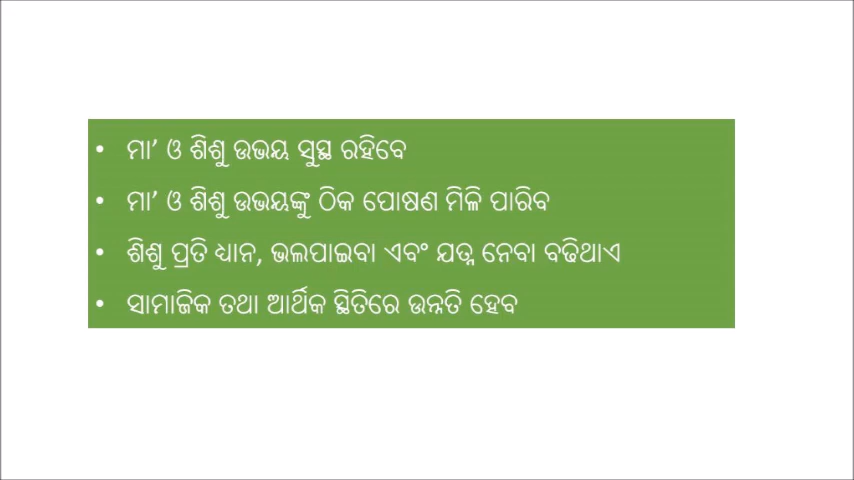 • ମା’ ଓ ଶିଶୁ ଉଭୟ ସୁସ୍ଥ ରହିବେ
• ମା’ ଓ ଶିଶୁ ଉଭୟଙ୍କୁ ଠିକ ପୋଷଣ ମିଳି ପାରିବ
• ଶିଶୁ ପ୍ରତି ଧ୍ୟାନ, ଭଲପାଇବା ଏବଂ ଯତ୍ନ ନେବା ବଢିଥାଏ
• ସାମାଜିକ ତଥା ଆର୍ଥିକ ସ୍ଥିତିରେ ଉନ୍ନତି ହେବ